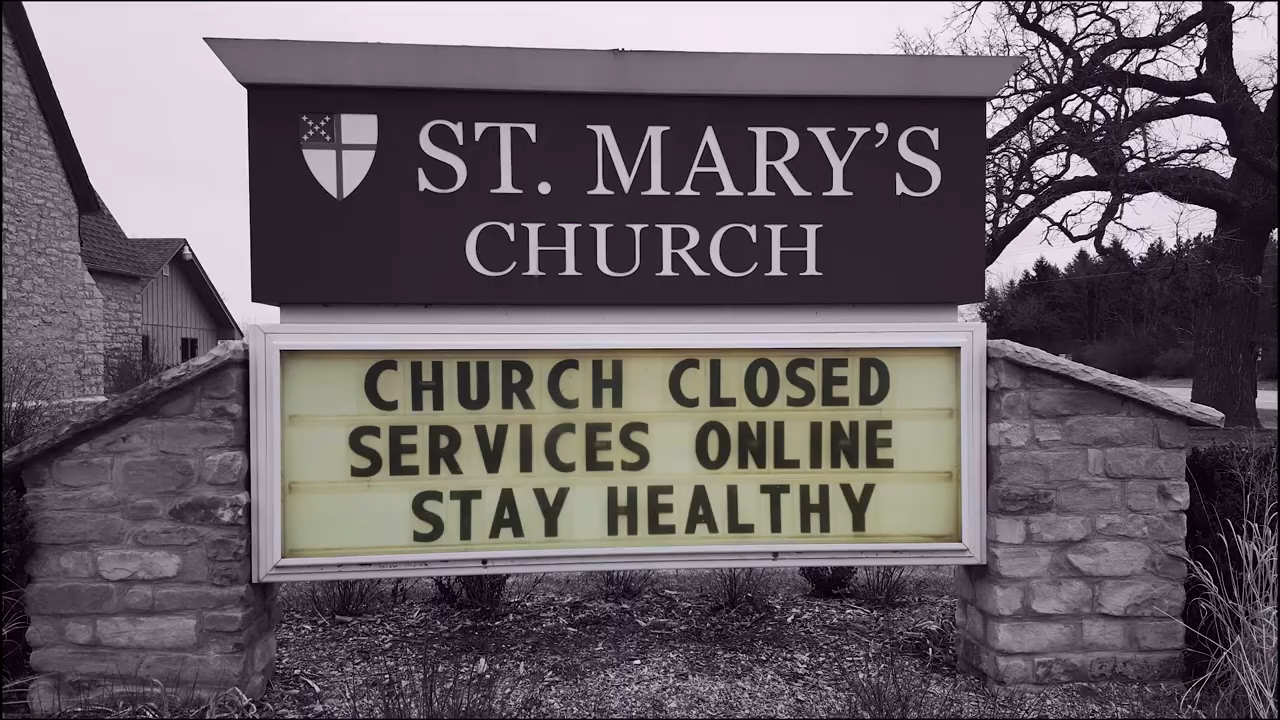 ST. MARY'S
CHURCH
CHURCH CLOSED
SERVICES ONLINE
STAY HEALTHY